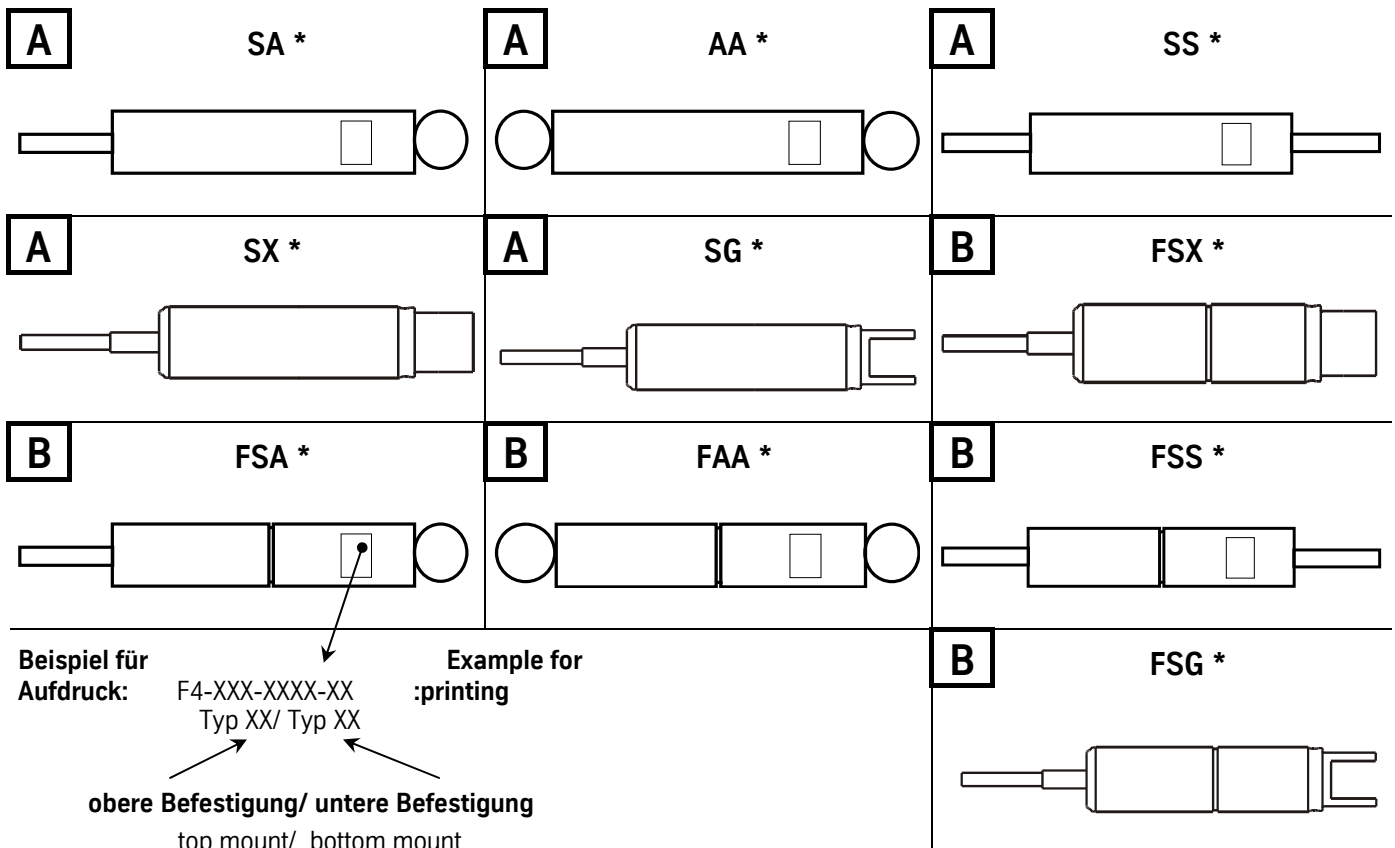 A SA *
A AA *
A SS *
A SX *
A SG *
B FSX *
B FSA *
B FAA *
B FSS *
Beispiel für
Aufdruck:
F4-XXX-XXXX-XX
Typ XX/ Typ XX
Example for
:printing
obere Befestigung/ untere Befestigung
top mount/ bottom mount
B FSG *